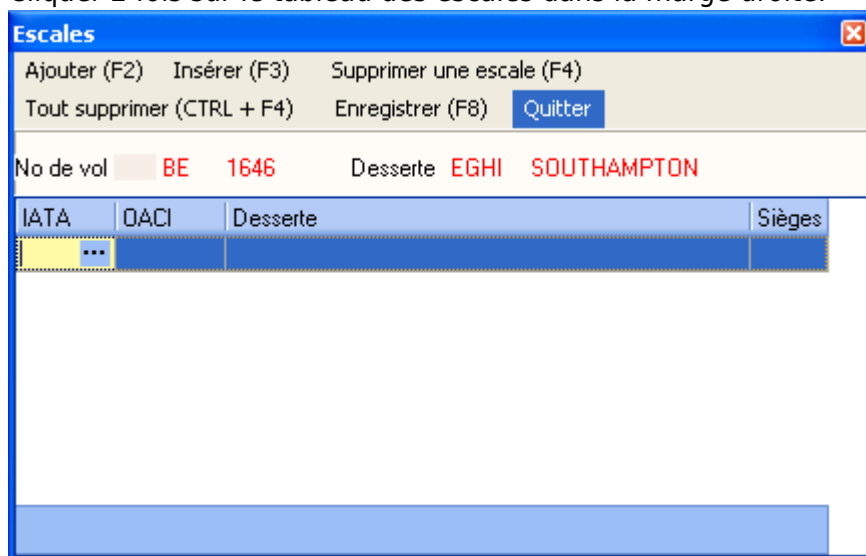 Cliquer 2 fois sur le tableau des escales dans la marge droite.
Escales
Ajouter (F2) Insérer (F3) Supprimer une escale (F4)
Tout supprimer (CTRL + F4) Enregistrer (F8) Quitter
No de vol BE 1646 Desserte EGHI SOUTHAMPTON
IATA OACI Desserte Sièges
...